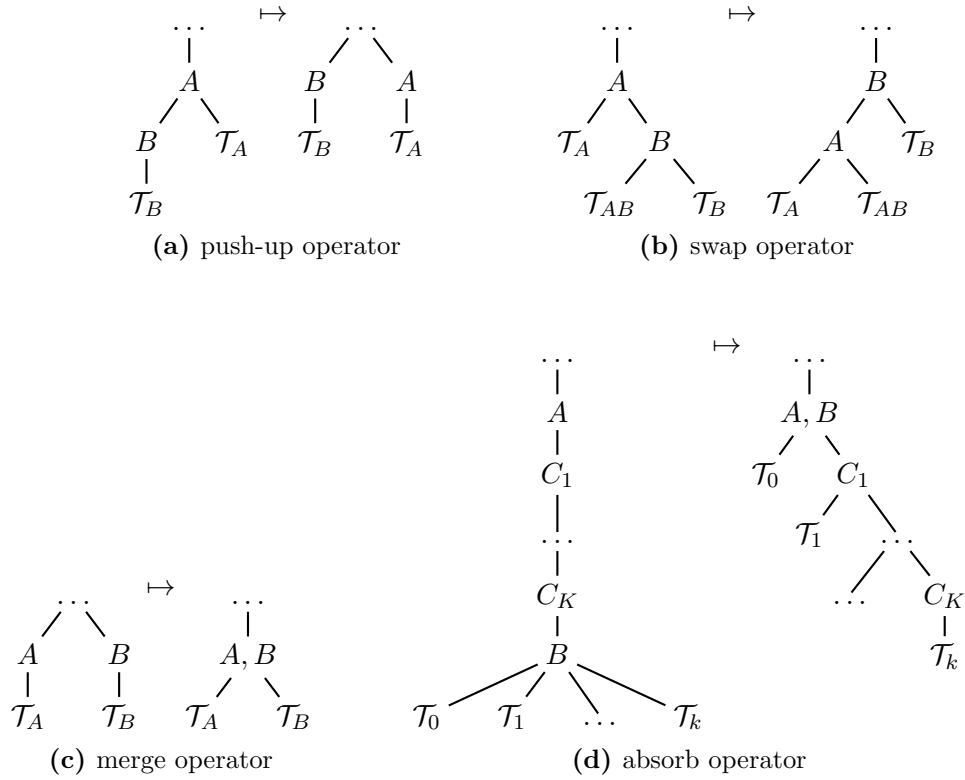 ... ↦ ...
A B A
B 𝒯_A 𝒯_B 𝒯_A
𝒯_B
(a) push-up operator
... ↦ ...
A B
𝒯_A B A 𝒯_B
𝒯_AB 𝒯_B 𝒯_A 𝒯_AB
(b) swap operator
... ↦ ...
A B A, B
𝒯_A 𝒯_B 𝒯_A 𝒯_B
(c) merge operator
... ↦ ...
A A, B
C_1 𝒯_0 C_1
... 𝒯_1 ...
C_K ... C_K
B 𝒯_k
𝒯_0 𝒯_1 ... 𝒯_k
(d) absorb operator